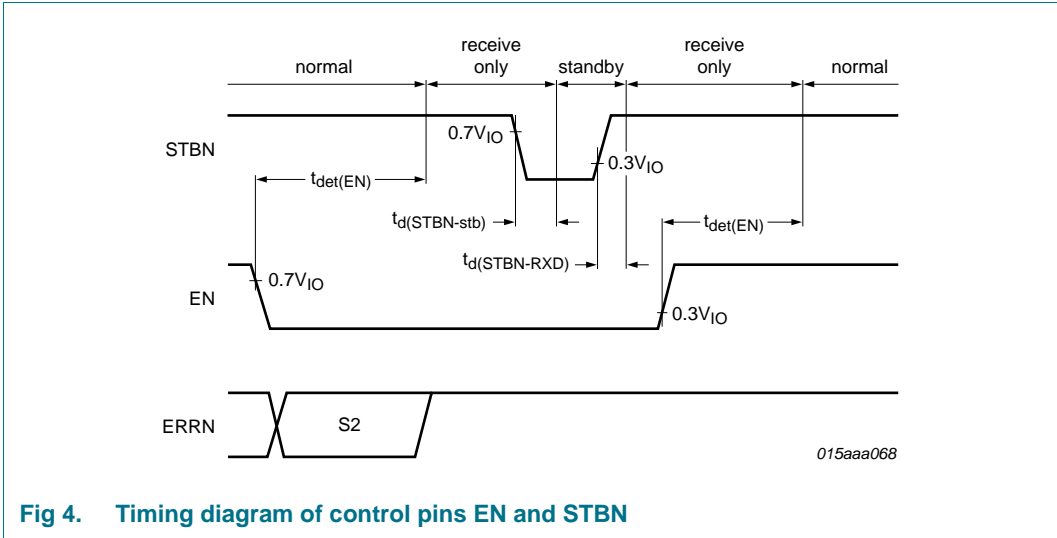 receive receive
normal only standby only normal
STBN 0.7VIO 0.3VIO
tdet(EN)
td(STBN-stb) tdet(EN)
td(STBN-RXD)
EN 0.7VIO 0.3VIO
ERRN S2
015aaa068
Fig 4. Timing diagram of control pins EN and STBN